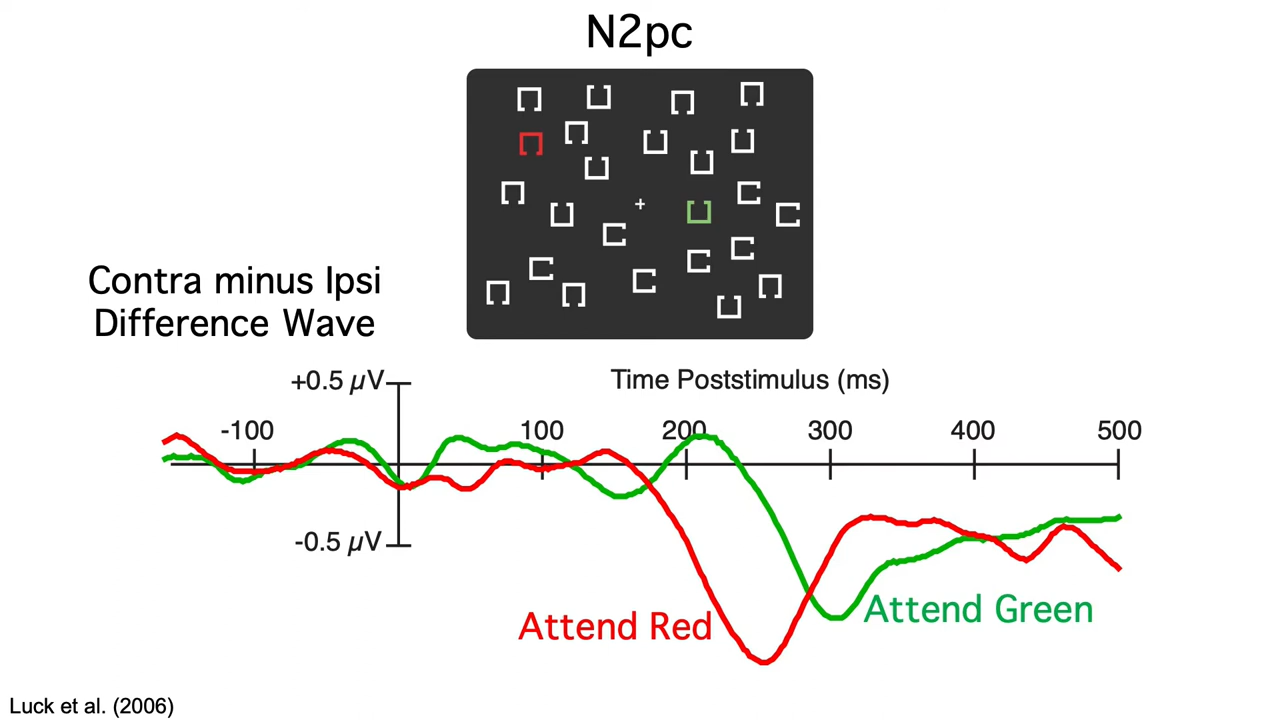 N2pc
Contra minus Ipsi
Difference Wave
+0.5 µV
Time Poststimulus (ms)
-100 100 200 300 400 500
-0.5 µV
Attend Red
Attend Green
Luck et al. (2006)